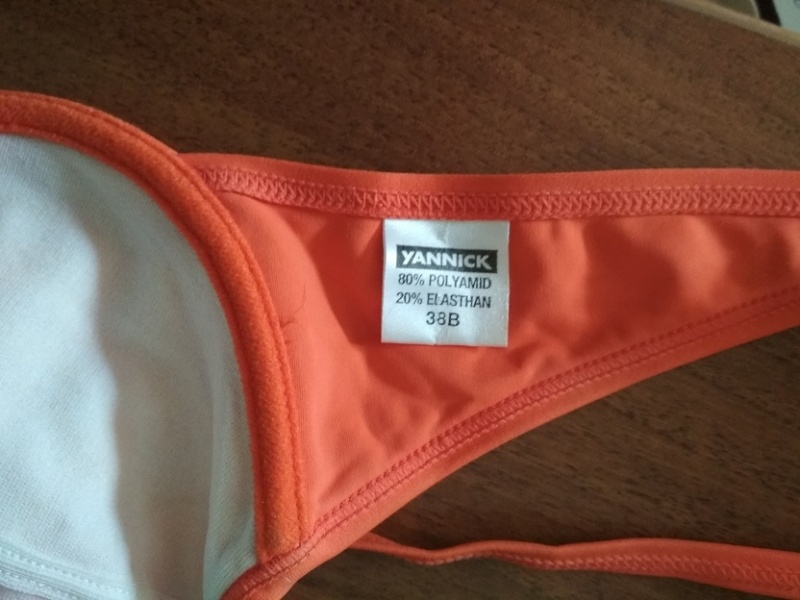 YANNICK
80% POLYAMID
20% ELASTHAN
38B